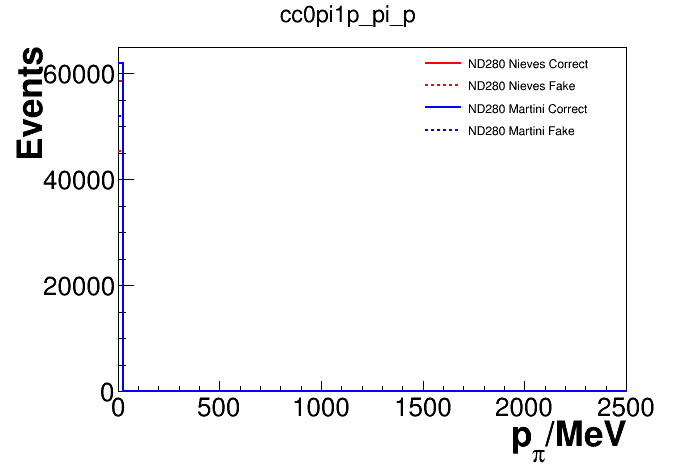 cc0pi1p_pi_p
Events
60000
40000
20000
0
0 500 1000 1500 2000 2500
pπ/MeV
ND280 Nieves Correct
ND280 Nieves Fake
ND280 Martini Correct
ND280 Martini Fake